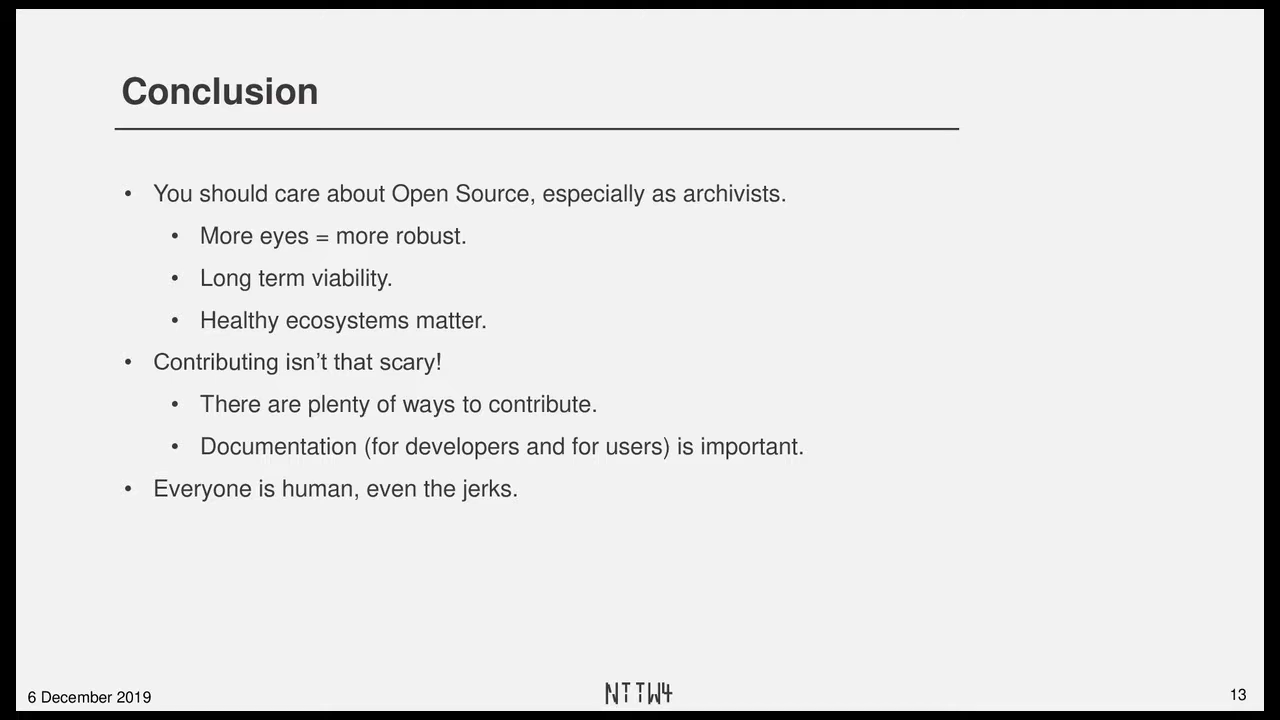 Conclusion
• You should care about Open Source, especially as archivists.
• More eyes = more robust.
• Long term viability.
• Healthy ecosystems matter.
• Contributing isn’t that scary!
• There are plenty of ways to contribute.
• Documentation (for developers and for users) is important.
• Everyone is human, even the jerks.
6 December 2019
NTTW4
13